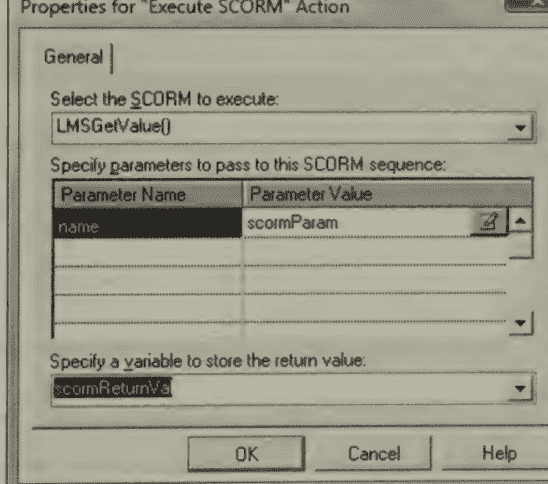 Properties for "Execute SCORM" Action
General
Select the SCORM to execute:
LMSGetValue()
Specify parameters to pass to this SCORM sequence:
Parameter Name Parameter Value
name scormParam
Specify a variable to store the return value:
scormReturnVa
OK Cancel Help